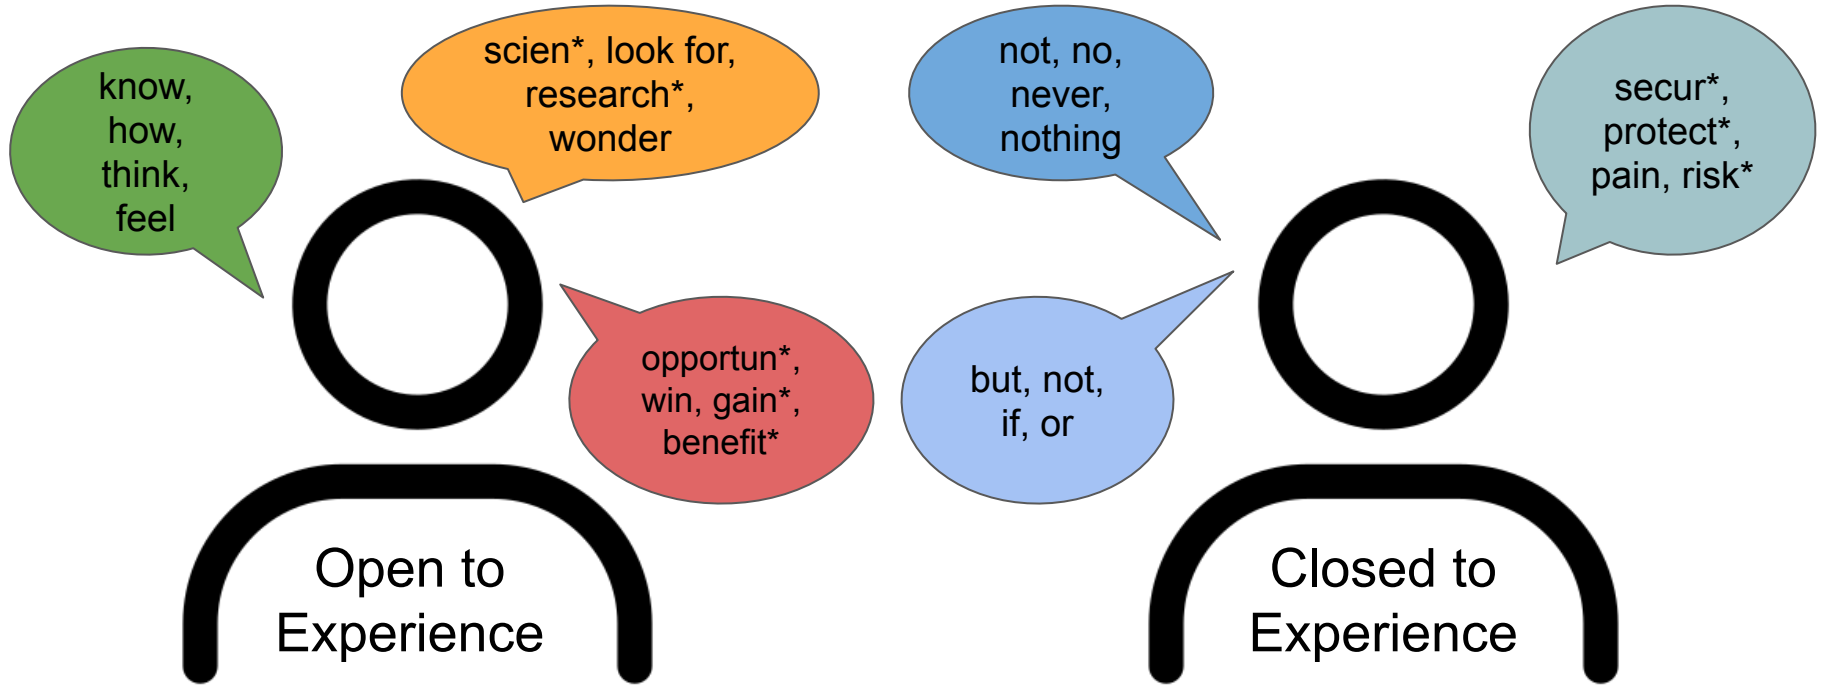 know,
how,
think,
feel
scien*, look for,
research*,
wonder
opportun*,
win, gain*,
benefit*
Open to
Experience
not, no,
never,
nothing
secur*,
protect*,
pain, risk*
but, not,
if, or
Closed to
Experience